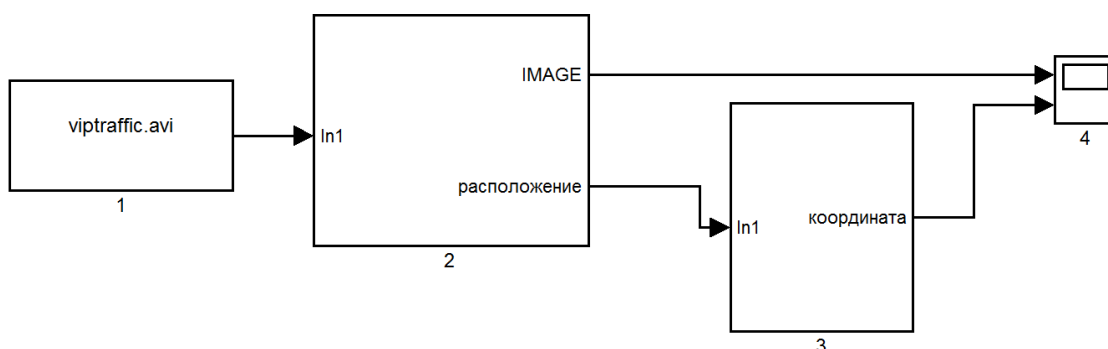 viptraffic.avi
1
In1
IMAGE
расположение
2
In1
координата
3
4